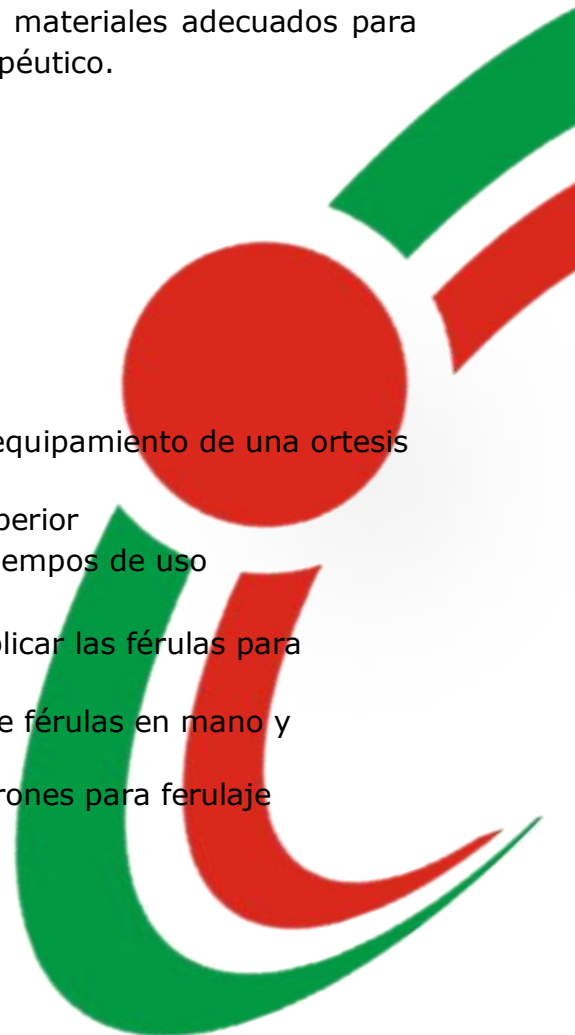 materiales adecuados para
péutico.
equipamiento de una ortesis
perior
empos de uso
licar las férulas para
e férulas en mano y
rones para ferulaje